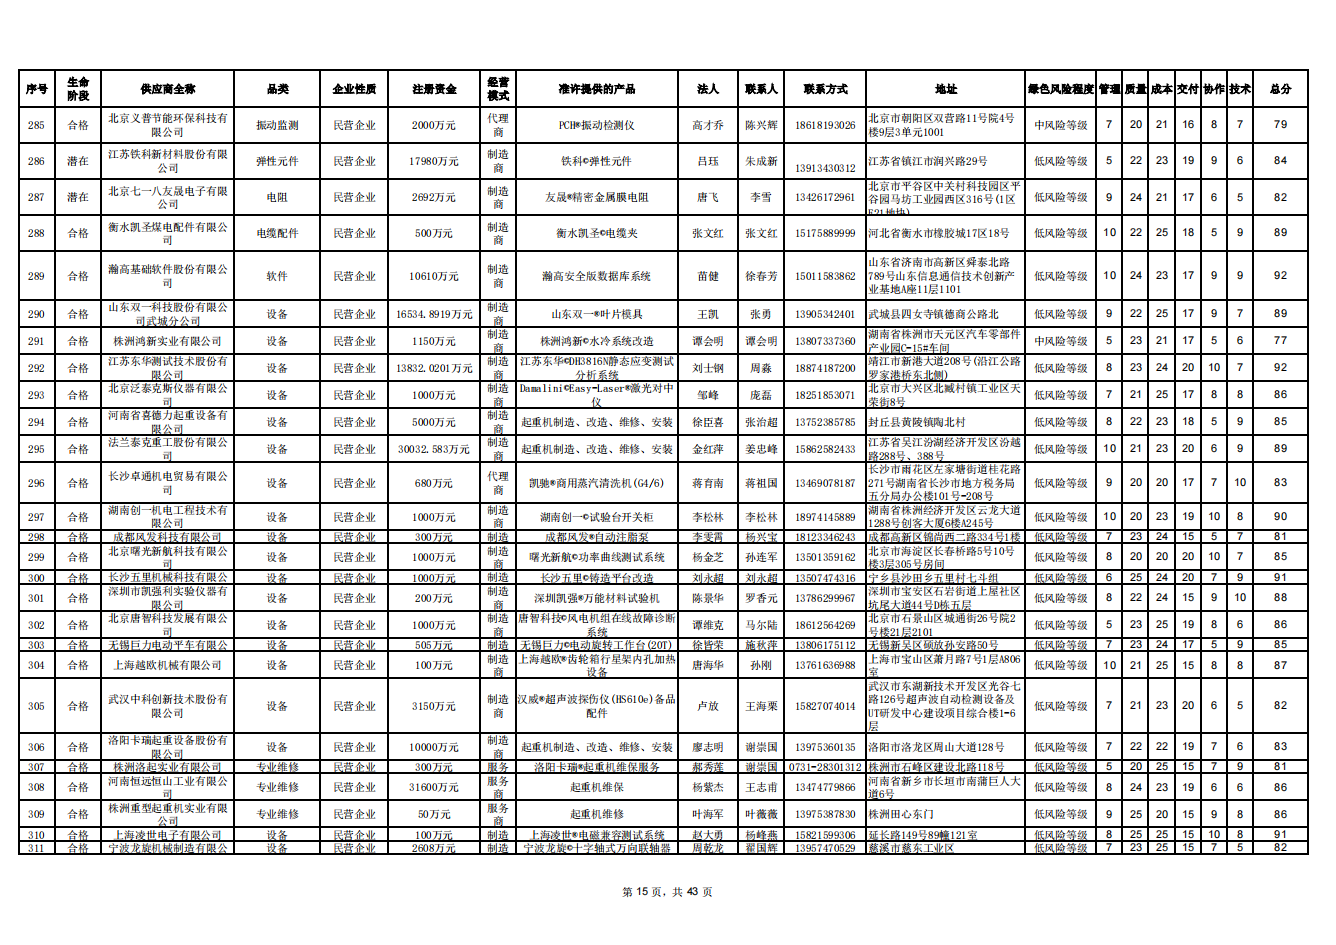 序号 生命阶段 供应商全称 品类 企业性质 注册资金 经营模式 准许提供的产品 法人 联系人 联系方式 地址 绿色风险程度 管理 质量 成本 交付 协作 技术 总分
285 合格 北京义普节能环保科技有限公司 振动监测 民营企业 2000万元 代理商 PCH®振动检测仪 高才乔 陈兴辉 18618193026 北京市朝阳区双营路11号院4号楼9层3单元1001 中风险等级 7 20 21 16 8 7 79
286 潜在 江苏铁科新材料股份有限公司 弹性元件 民营企业 17980万元 制造商 铁科©弹性元件 吕珏 朱成新 13913430312 江苏省镇江市润兴路29号 低风险等级 5 22 23 19 9 6 84
287 潜在 北京七一八友晟电子有限公司 电阻 民营企业 2692万元 制造商 友晟®精密金属膜电阻 唐飞 李雪 13426172961 北京市平谷区中关村科技园区平谷园马坊工业园西区316号(1区E21地块) 低风险等级 9 24 21 17 6 5 82
288 合格 衡水凯圣煤电配件有限公司 电缆配件 民营企业 500万元 制造商 衡水凯圣©电缆夹 张文红 张文红 15175889999 河北省衡水市橡胶城17区18号 低风险等级 10 22 25 18 5 9 89
289 合格 瀚高基础软件股份有限公司 软件 民营企业 10610万元 制造商 瀚高安全版数据库系统 苗健 徐春芳 15011583862 山东省济南市高新区舜泰北路789号山东信息通信技术创新产业基地A座11层1101 低风险等级 10 24 23 17 9 9 92
290 合格 山东双一科技股份有限公司武城分公司 设备 民营企业 16534.8919万元 制造商 山东双一®叶片模具 王凯 张勇 13905342401 武城县四女寺镇德商公路北 低风险等级 9 22 25 17 9 7 89
291 合格 株洲鸿新实业有限公司 设备 民营企业 1150万元 制造商 株洲鸿新©水冷系统改造 谭会明 谭会明 13807337360 湖南省株洲市天元区汽车零部件产业园C-15#车间 中风险等级 5 23 21 17 5 6 77
292 合格 江苏东华测试技术股份有限公司 设备 民营企业 13832.0201万元 制造商 江苏东华©DH3816N静态应变测试分析系统 刘士钢 周淼 18874187200 靖江市新港大道208号(沿江公路罗家港桥东北侧) 低风险等级 8 23 24 20 10 7 92
293 合格 北京泛泰克斯仪器有限公司 设备 民营企业 1000万元 制造商 Damalini©Easy-Laser®激光对中仪 邹峰 庞磊 18251853071 北京市大兴区北臧村镇工业区天荣街8号 低风险等级 7 21 25 17 8 8 86
294 合格 河南省喜德力起重设备有限公司 设备 民营企业 5000万元 制造商 起重机制造、改造、维修、安装 徐臣喜 张治超 13752385785 封丘县黄陵镇陶北村 低风险等级 8 22 23 18 5 9 85
295 合格 法兰泰克重工股份有限公司 设备 民营企业 30032.583万元 制造商 起重机制造、改造、维修、安装 金红萍 姜忠峰 15862582433 江苏省吴江汾湖经济开发区汾越路288号、388号 低风险等级 10 21 23 20 6 9 89
296 合格 长沙卓通机电贸易有限公司 设备 民营企业 680万元 代理商 凯驰®商用蒸汽清洗机(G4/6) 蒋育南 蒋祖国 13469078187 长沙市雨花区左家塘街道桂花路271号湖南省长沙市地方税务局五分局办公楼101号-208号 低风险等级 9 20 20 17 7 10 83
297 合格 湖南创一机电工程技术有限公司 设备 民营企业 1000万元 制造商 湖南创一©试验台开关柜 李松林 李松林 18974145889 湖南省株洲经济开发区云龙大道1288号创客大厦6楼A245号 低风险等级 10 20 23 19 10 8 90
298 合格 成都风发科技有限公司 设备 民营企业 300万元 制造 成都风发®自动注脂泵 李雯霄 杨兴宝 18123346243 成都高新区锦尚西二路334号1楼 低风险等级 7 23 24 15 5 7 81
299 合格 北京曙光新航科技有限公司 设备 民营企业 1000万元 制造商 曙光新航©功率曲线测试系统 杨金芝 孙连军 13501359162 北京市海淀区长春桥路5号10号楼3层305号房间 低风险等级 8 20 20 20 10 7 85
300 合格 长沙五里机械科技有限公 设备 民营企业 1000万元 制造 长沙五里©铸造平台改造 刘永超 刘永超 13507474316 宁乡县沙田乡五里村七斗组 低风险等级 6 25 24 20 7 9 91
301 合格 深圳市凯强利实验仪器有限公司 设备 民营企业 200万元 制造商 深圳凯强®万能材料试验机 陈景华 罗香元 13786299967 深圳市宝安区石岩街道上屋社区坑尾大道44号D栋五层 低风险等级 8 22 24 15 9 10 88
302 合格 北京唐智科技发展有限公司 设备 民营企业 1000万元 制造商 唐智科技©风电机组在线故障诊断系统 谭维克 马尔陆 18612564269 北京市石景山区城通街26号院2号楼21层2101 低风险等级 5 23 25 19 8 6 86
303 合格 无锡巨力电动平车有限公 设备 民营企业 505万元 制造 无锡巨力©电动旋转工作台(20T) 徐皆荣 施秋萍 13806175112 无锡新吴区硕放孙安路50号 低风险等级 7 23 24 17 5 9 85
304 合格 上海越欧机械有限公司 设备 民营企业 100万元 制造商 上海越欧®齿轮箱行星架内孔加热设备 唐海华 孙刚 13761636988 上海市宝山区萧月路7号1层A806室 低风险等级 10 21 25 15 8 8 87
305 合格 武汉中科创新技术股份有限公司 设备 民营企业 3150万元 制造商 汉威®超声波探伤仪(HS610e)备品配件 卢放 王海栗 15827074014 武汉市东湖新技术开发区光谷七路126号超声波自动检测设备及UT研发中心建设项目综合楼1-6层 低风险等级 7 21 23 20 6 5 82
306 合格 洛阳卡瑞起重设备股份有限公司 设备 民营企业 10000万元 制造商 起重机制造、改造、维修、安装 廖志明 谢崇国 13975360135 洛阳市洛龙区周山大道128号 低风险等级 7 22 22 19 7 6 83
307 合格 株洲洛起实业有限公司 专业维修 民营企业 300万元 服务 洛阳卡瑞®起重机维保服务 郝秀莲 谢崇国 0731-28301312 株洲市石峰区建设北路118号 低风险等级 5 20 25 15 7 9 81
308 合格 河南恒远恒山工业有限公司 专业维修 民营企业 31600万元 服务商 起重机维保 杨紫杰 王志甫 13474779866 河南省新乡市长垣市南蒲巨人大道6号 低风险等级 8 24 23 19 6 6 86
309 合格 株洲重型起重机实业有限公司 专业维修 民营企业 50万元 服务商 起重机维修 叶海军 叶薇薇 13975387830 株洲田心东门 低风险等级 9 25 20 15 9 8 86
310 合格 上海凌世电子有限公司 设备 民营企业 100万元 制造 上海凌世®电磁兼容测试系统 赵大勇 杨峰燕 15821599306 延长路149号89幢121室 低风险等级 8 25 25 15 10 8 91
311 合格 宁波龙旋机械制造有限公 设备 民营企业 2608万元 制造 宁波龙旋©十字轴式万向联轴器 周乾龙 翟国辉 13957470529 慈溪市慈东工业区 低风险等级 7 23 25 15 7 5 82
第 15 页，共 43 页